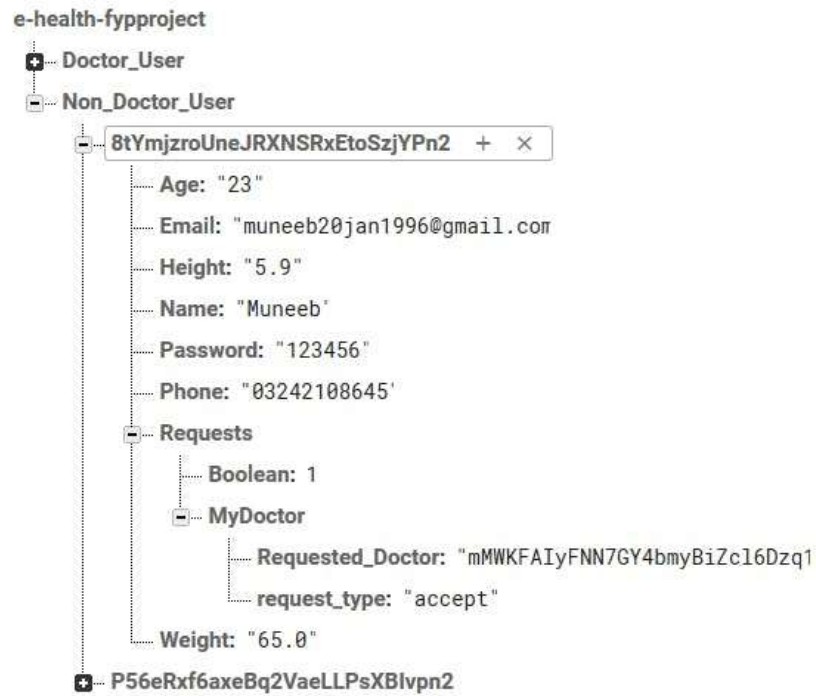 e-health-fypproject
Doctor_User
Non_Doctor_User
8tYmjzroUneJRXNSRxEtoSzjYPn2 + ×
Age: "23"
Email: "muneeb20jan1996@gmail.com
Height: "5.9"
Name: "Muneeb'
Password: "123456"
Phone: "03242108645'
Requests
Boolean: 1
MyDoctor
Requested_Doctor: "mMWKFAIyFNN7GY4bmyBiZcl6Dzq1
request_type: "accept"
Weight: "65.0"
P56eRxf6axeBq2VaeLLPsXBlvpn2